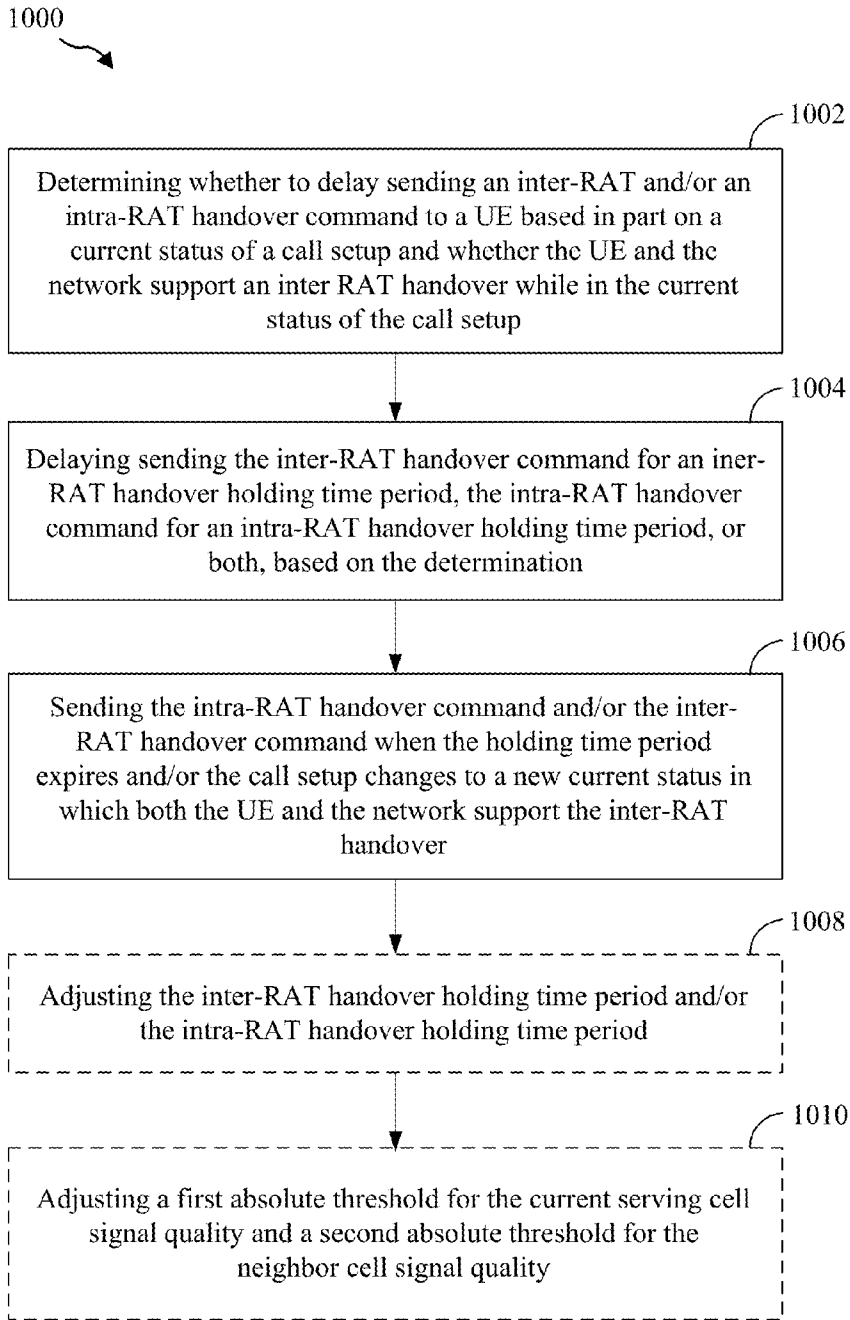 1000
1002
Determining whether to delay sending an inter-RAT and/or an
intra-RAT handover command to a UE based in part on a
current status of a call setup and whether the UE and the
network support an inter RAT handover while in the current
status of the call setup
1004
Delaying sending the inter-RAT handover command for an iner-
RAT handover holding time period, the intra-RAT handover
command for an intra-RAT handover holding time period, or
both, based on the determination
1006
Sending the intra-RAT handover command and/or the inter-
RAT handover command when the holding time period
expires and/or the call setup changes to a new current status in
which both the UE and the network support the inter-RAT
handover
1008
Adjusting the inter-RAT handover holding time period and/or
the intra-RAT handover holding time period
1010
Adjusting a first absolute threshold for the current serving cell
signal quality and a second absolute threshold for the
neighbor cell signal quality